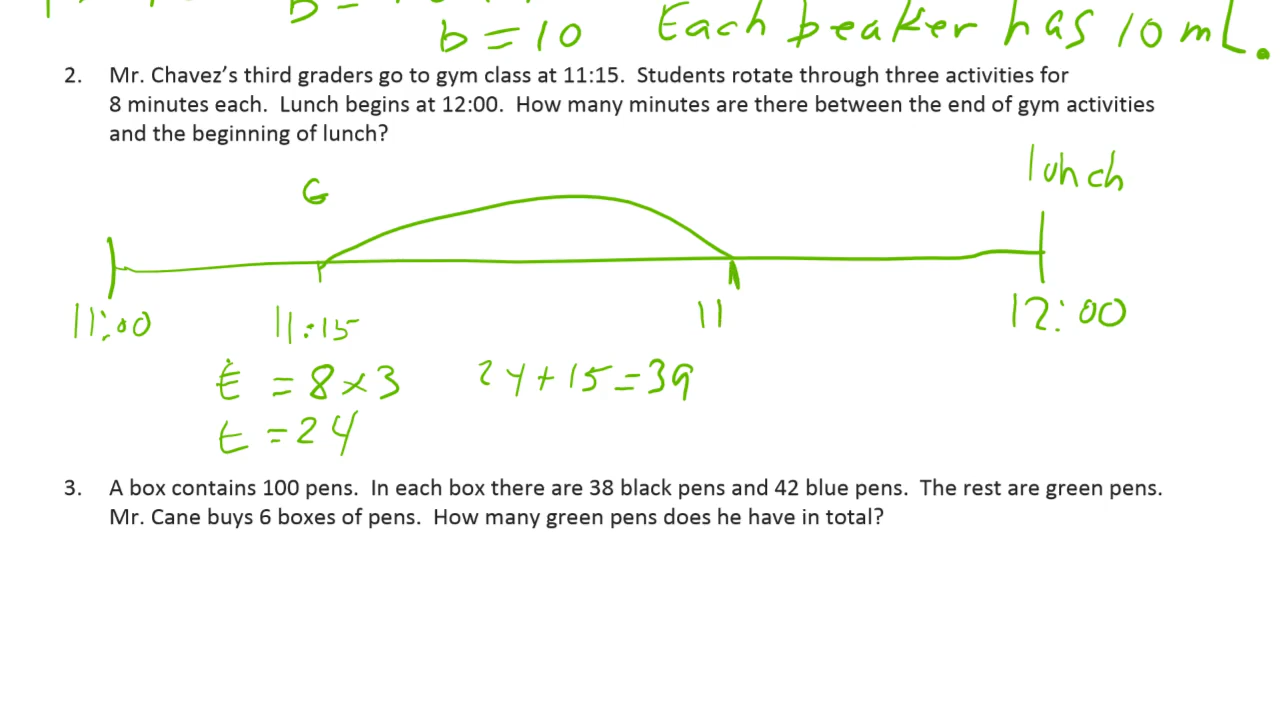 b = 10 Each beaker has 10 mL.
2. Mr. Chavez's third graders go to gym class at 11:15. Students rotate through three activities for
8 minutes each. Lunch begins at 12:00. How many minutes are there between the end of gym activities
and the beginning of lunch?
lunch
G
11:00 11:15 11 12:00
t = 8 × 3 24 + 15 = 39
t = 24
3. A box contains 100 pens. In each box there are 38 black pens and 42 blue pens. The rest are green pens.
Mr. Cane buys 6 boxes of pens. How many green pens does he have in total?